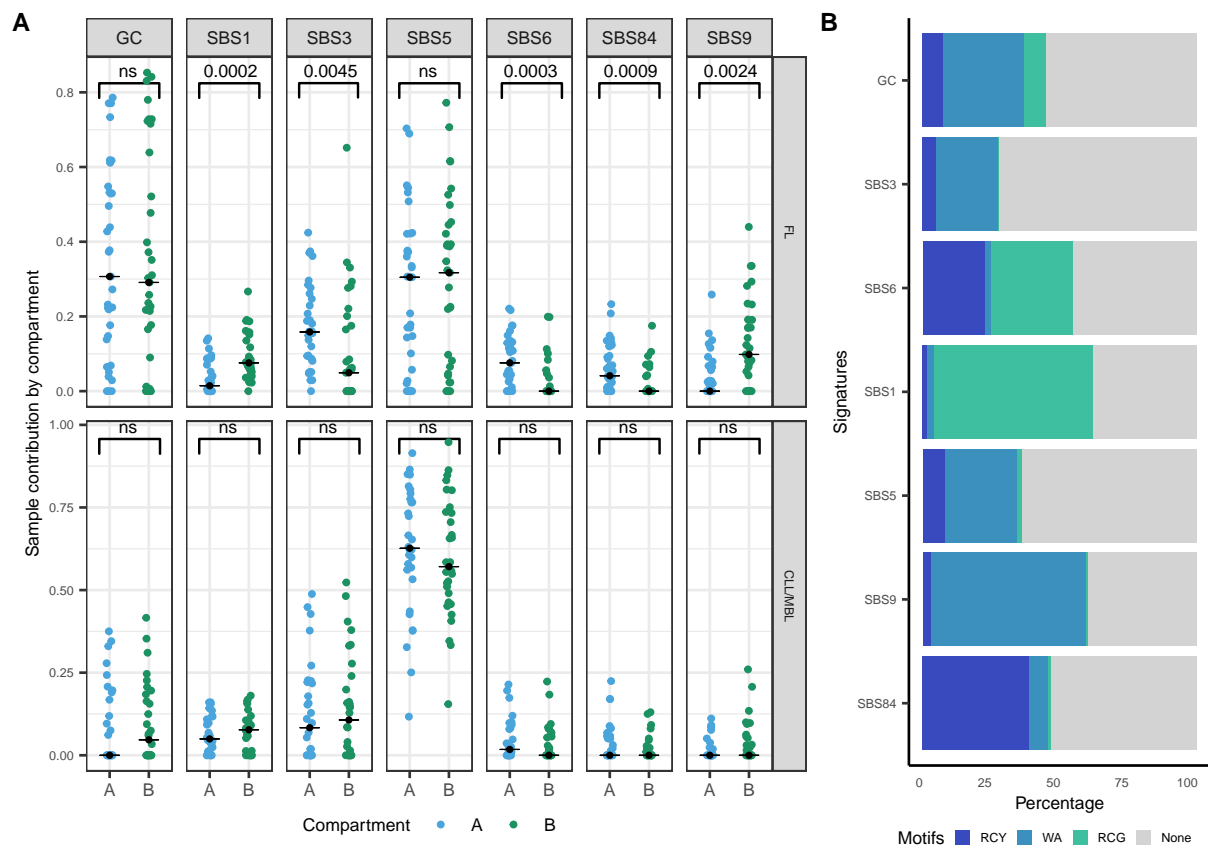 A
B
GC SBS1 SBS3 SBS5 SBS6 SBS84 SBS9
ns 0.0002 0.0045 ns 0.0003 0.0009 0.0024
0.8
0.6
0.4
0.2
0.0
FL
Sample contribution by compartment
ns ns ns ns ns ns ns
1.00
0.75
0.50
0.25
0.00
CLL/MBL
A B A B A B A B A B A B A B
Compartment A B
Signatures
GC
SBS3
SBS6
SBS1
SBS5
SBS9
SBS84
0 25 50 75 100
Percentage
Motifs RCY WA RCG None